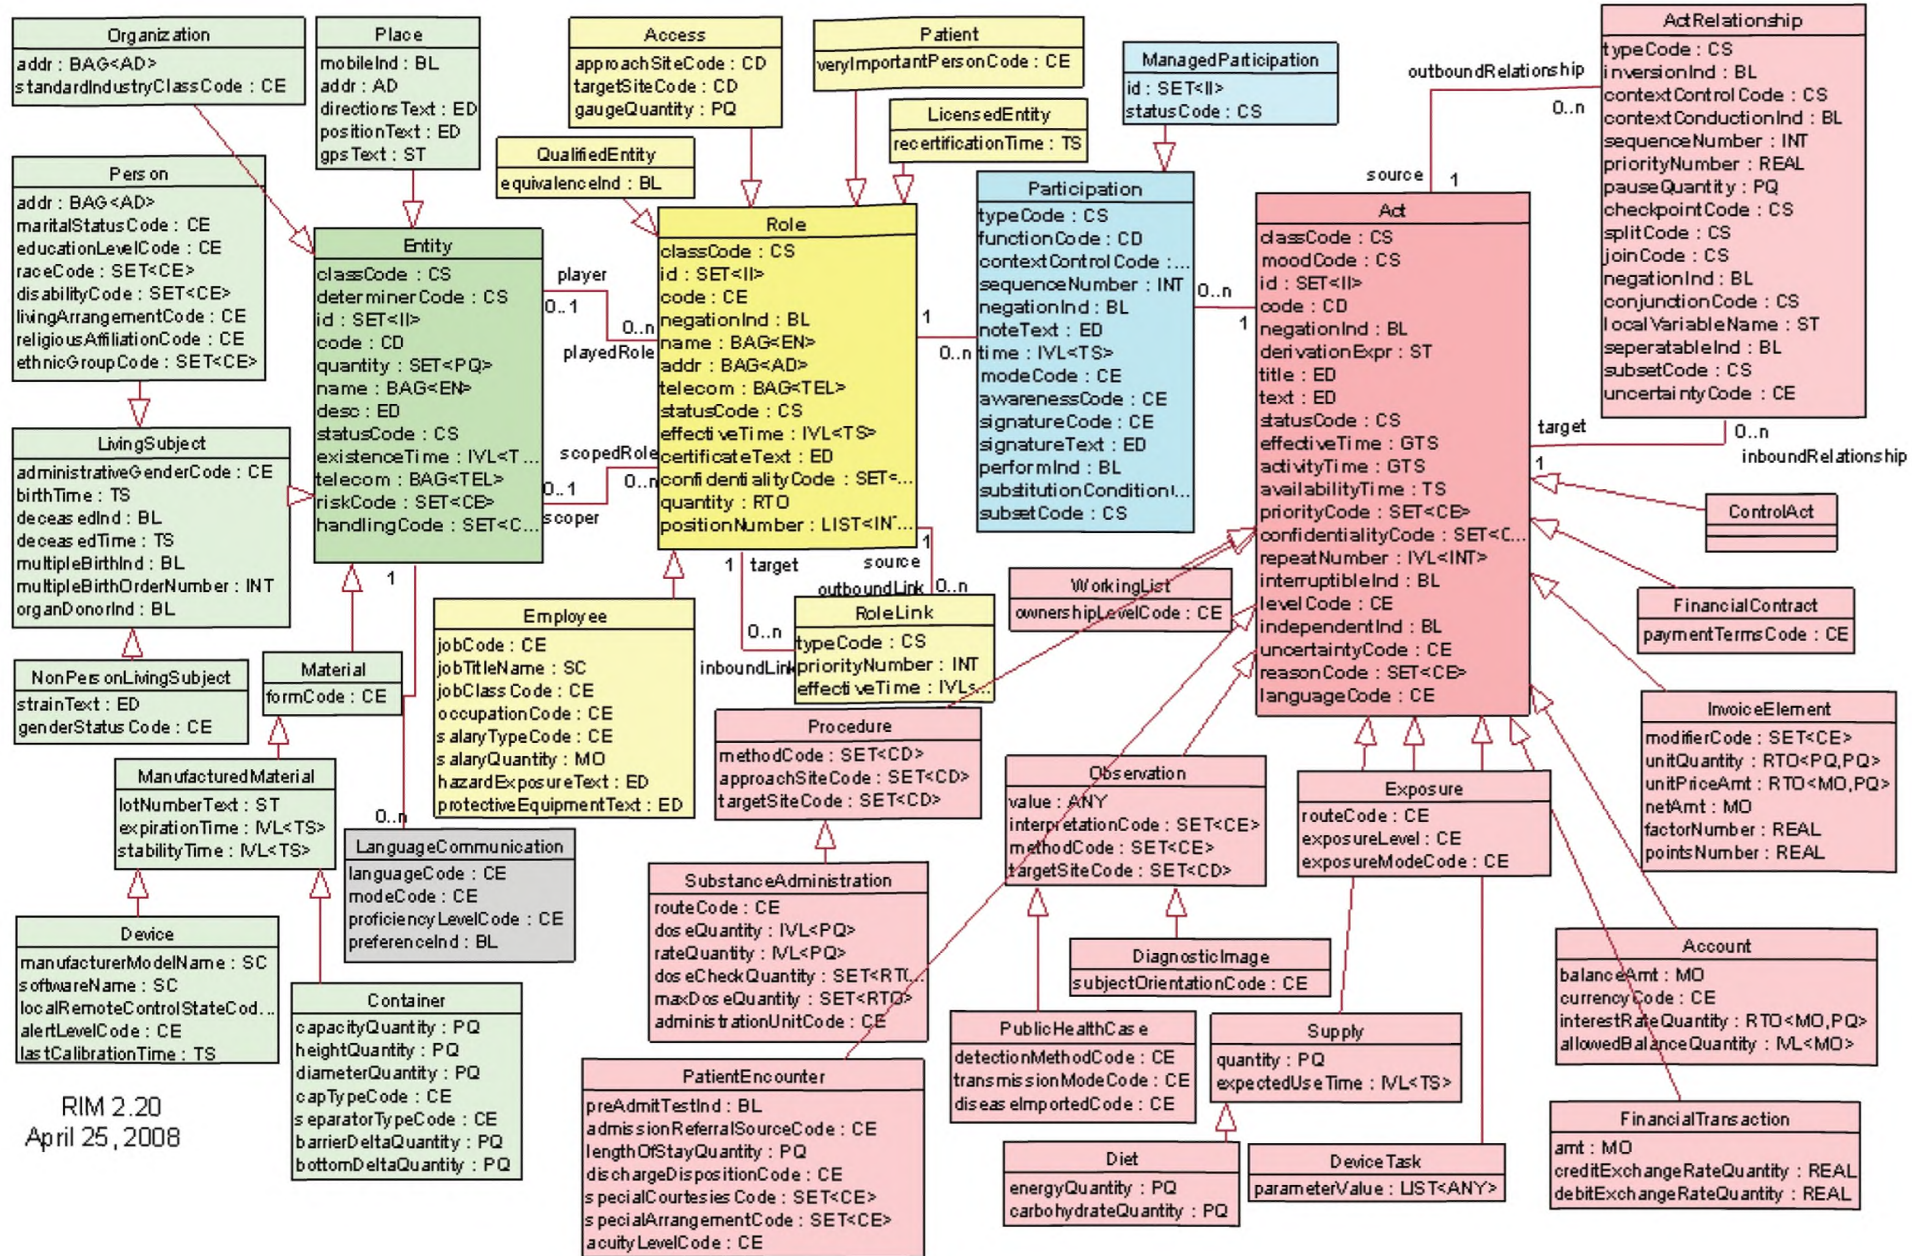 Organization
addr : BAG<AD>
standardIndustryClassCode : CE
Place
mobileInd : BL
addr : AD
directionsText : ED
positionText : ED
gpsText : ST
Access
approachSiteCode : CD
targetSiteCode : CD
gaugeQuantity : PQ
Patient
veryImportantPersonCode : CE
LicensedEntity
recertificationTime : TS
QualifiedEntity
equivalenceInd : BL
ManagedParticipation
id : SET<II>
statusCode : CS
ActRelationship
typeCode : CS
inversionInd : BL
contextControlCode : CS
contextConductionInd : BL
sequenceNumber : INT
priorityNumber : REAL
pauseQuantity : PQ
checkpointCode : CS
splitCode : CS
joinCode : CS
negationInd : BL
conjunctionCode : CS
localVariableName : ST
seperatableInd : BL
subsetCode : CS
uncertaintyCode : CE
outboundRelationship
0..n
source
1
target
1
0..n
inboundRelationship
Person
addr : BAG<AD>
maritalStatusCode : CE
educationLevelCode : CE
raceCode : SET<CE>
disabilityCode : SET<CE>
livingArrangementCode : CE
religiousAffiliationCode : CE
ethnicGroupCode : SET<CE>
Entity
classCode : CS
determinerCode : CS
id : SET<II>
code : CD
quantity : SET<PQ>
name : BAG<EN>
desc : ED
statusCode : CS
existenceTime : IVL<T...
telecom : BAG<TEL>
riskCode : SET<CE>
handlingCode : SET<C...
player
0..1
0..n
playedRole
scopedRole
0..n
0..1
scoper
Role
classCode : CS
id : SET<II>
code : CE
negationInd : BL
name : BAG<EN>
addr : BAG<AD>
telecom : BAG<TEL>
statusCode : CS
effectiveTime : IVL<TS>
certificateText : ED
confidentialityCode : SET<...
quantity : RTO
positionNumber : LIST<IN...
1
0..n
Participation
typeCode : CS
functionCode : CD
contextControlCode :...
sequenceNumber : INT
negationInd : BL
noteText : ED
time : IVL<TS>
modeCode : CE
awarenessCode : CE
signatureCode : CE
signatureText : ED
performInd : BL
substitutionCondition(...
subsetCode : CS
0..n
1
Act
classCode : CS
moodCode : CS
id : SET<II>
code : CD
negationInd : BL
derivationExpr : ST
title : ED
text : ED
statusCode : CS
effectiveTime : GTS
activityTime : GTS
availabilityTime : TS
priorityCode : SET<CE>
confidentialityCode : SET<C...
repeatNumber : IVL<INT>
interruptibleInd : BL
levelCode : CE
independentInd : BL
uncertaintyCode : CE
reasonCode : SET<CE>
languageCode : CE
LivingSubject
administrativeGenderCode : CE
birthTime : TS
deceasedInd : BL
deceasedTime : TS
multipleBirthInd : BL
multipleBirthOrderNumber : INT
organDonorInd : BL
NonPersonLivingSubject
strainText : ED
genderStatusCode : CE
Material
formCode : CE
ManufacturedMaterial
lotNumberText : ST
expirationTime : IVL<TS>
stabilityTime : IVL<TS>
Device
manufacturerModelName : SC
softwareName : SC
localRemoteControlStateCod...
alertLevelCode : CE
lastCalibrationTime : TS
Container
capacityQuantity : PQ
heightQuantity : PQ
diameterQuantity : PQ
capTypeCode : CE
separatorTypeCode : CE
barrierDeltaQuantity : PQ
bottomDeltaQuantity : PQ
1
0..n
LanguageCommunication
languageCode : CE
modeCode : CE
proficiencyLevelCode : CE
preferenceInd : BL
Employee
jobCode : CE
jobTitleName : SC
jobClassCode : CE
occupationCode : CE
salaryTypeCode : CE
salaryQuantity : MO
hazardExposureText : ED
protectiveEquipmentText : ED
1
target
1
source
outboundLink
0..n
0..n
inboundLink
RoleLink
typeCode : CS
priorityNumber : INT
effectiveTime : IVL<...
WorkingList
ownershipLevelCode : CE
Procedure
methodCode : SET<CD>
approachSiteCode : SET<CD>
targetSiteCode : SET<CD>
SubstanceAdministration
routeCode : CE
doseQuantity : IVL<PQ>
rateQuantity : IVL<PQ>
doseCheckQuantity : SET<RT(...
maxDoseQuantity : SET<RTO>
administrationUnitCode : CE
PatientEncounter
preAdmitTestInd : BL
admissionReferralSourceCode : CE
lengthOfStayQuantity : PQ
dischargeDispositionCode : CE
specialCourtesiesCode : SET<CE>
specialArrangementCode : SET<CE>
acuityLevelCode : CE
Observation
value : ANY
interpretationCode : SET<CE>
methodCode : SET<CE>
targetSiteCode : SET<CD>
DiagnosticImage
subjectOrientationCode : CE
PublicHealthCase
detectionMethodCode : CE
transmissionModeCode : CE
diseaseImportedCode : CE
Exposure
routeCode : CE
exposureLevel : CE
exposureModeCode : CE
Supply
quantity : PQ
expectedUseTime : IVL<TS>
Diet
energyQuantity : PQ
carbohydrateQuantity : PQ
DeviceTask
parameterValue : LIST<ANY>
ControlAct
FinancialContract
paymentTermsCode : CE
InvoiceElement
modifierCode : SET<CE>
unitQuantity : RTO<PQ,PQ>
unitPriceAmt : RTO<MO,PQ>
netAmt : MO
factorNumber : REAL
pointsNumber : REAL
Account
balanceAmt : MO
currencyCode : CE
interestRateQuantity : RTO<MO,PQ>
allowedBalanceQuantity : IVL<MO>
FinancialTransaction
amt : MO
creditExchangeRateQuantity : REAL
debitExchangeRateQuantity : REAL
RIM 2.20
April 25, 2008